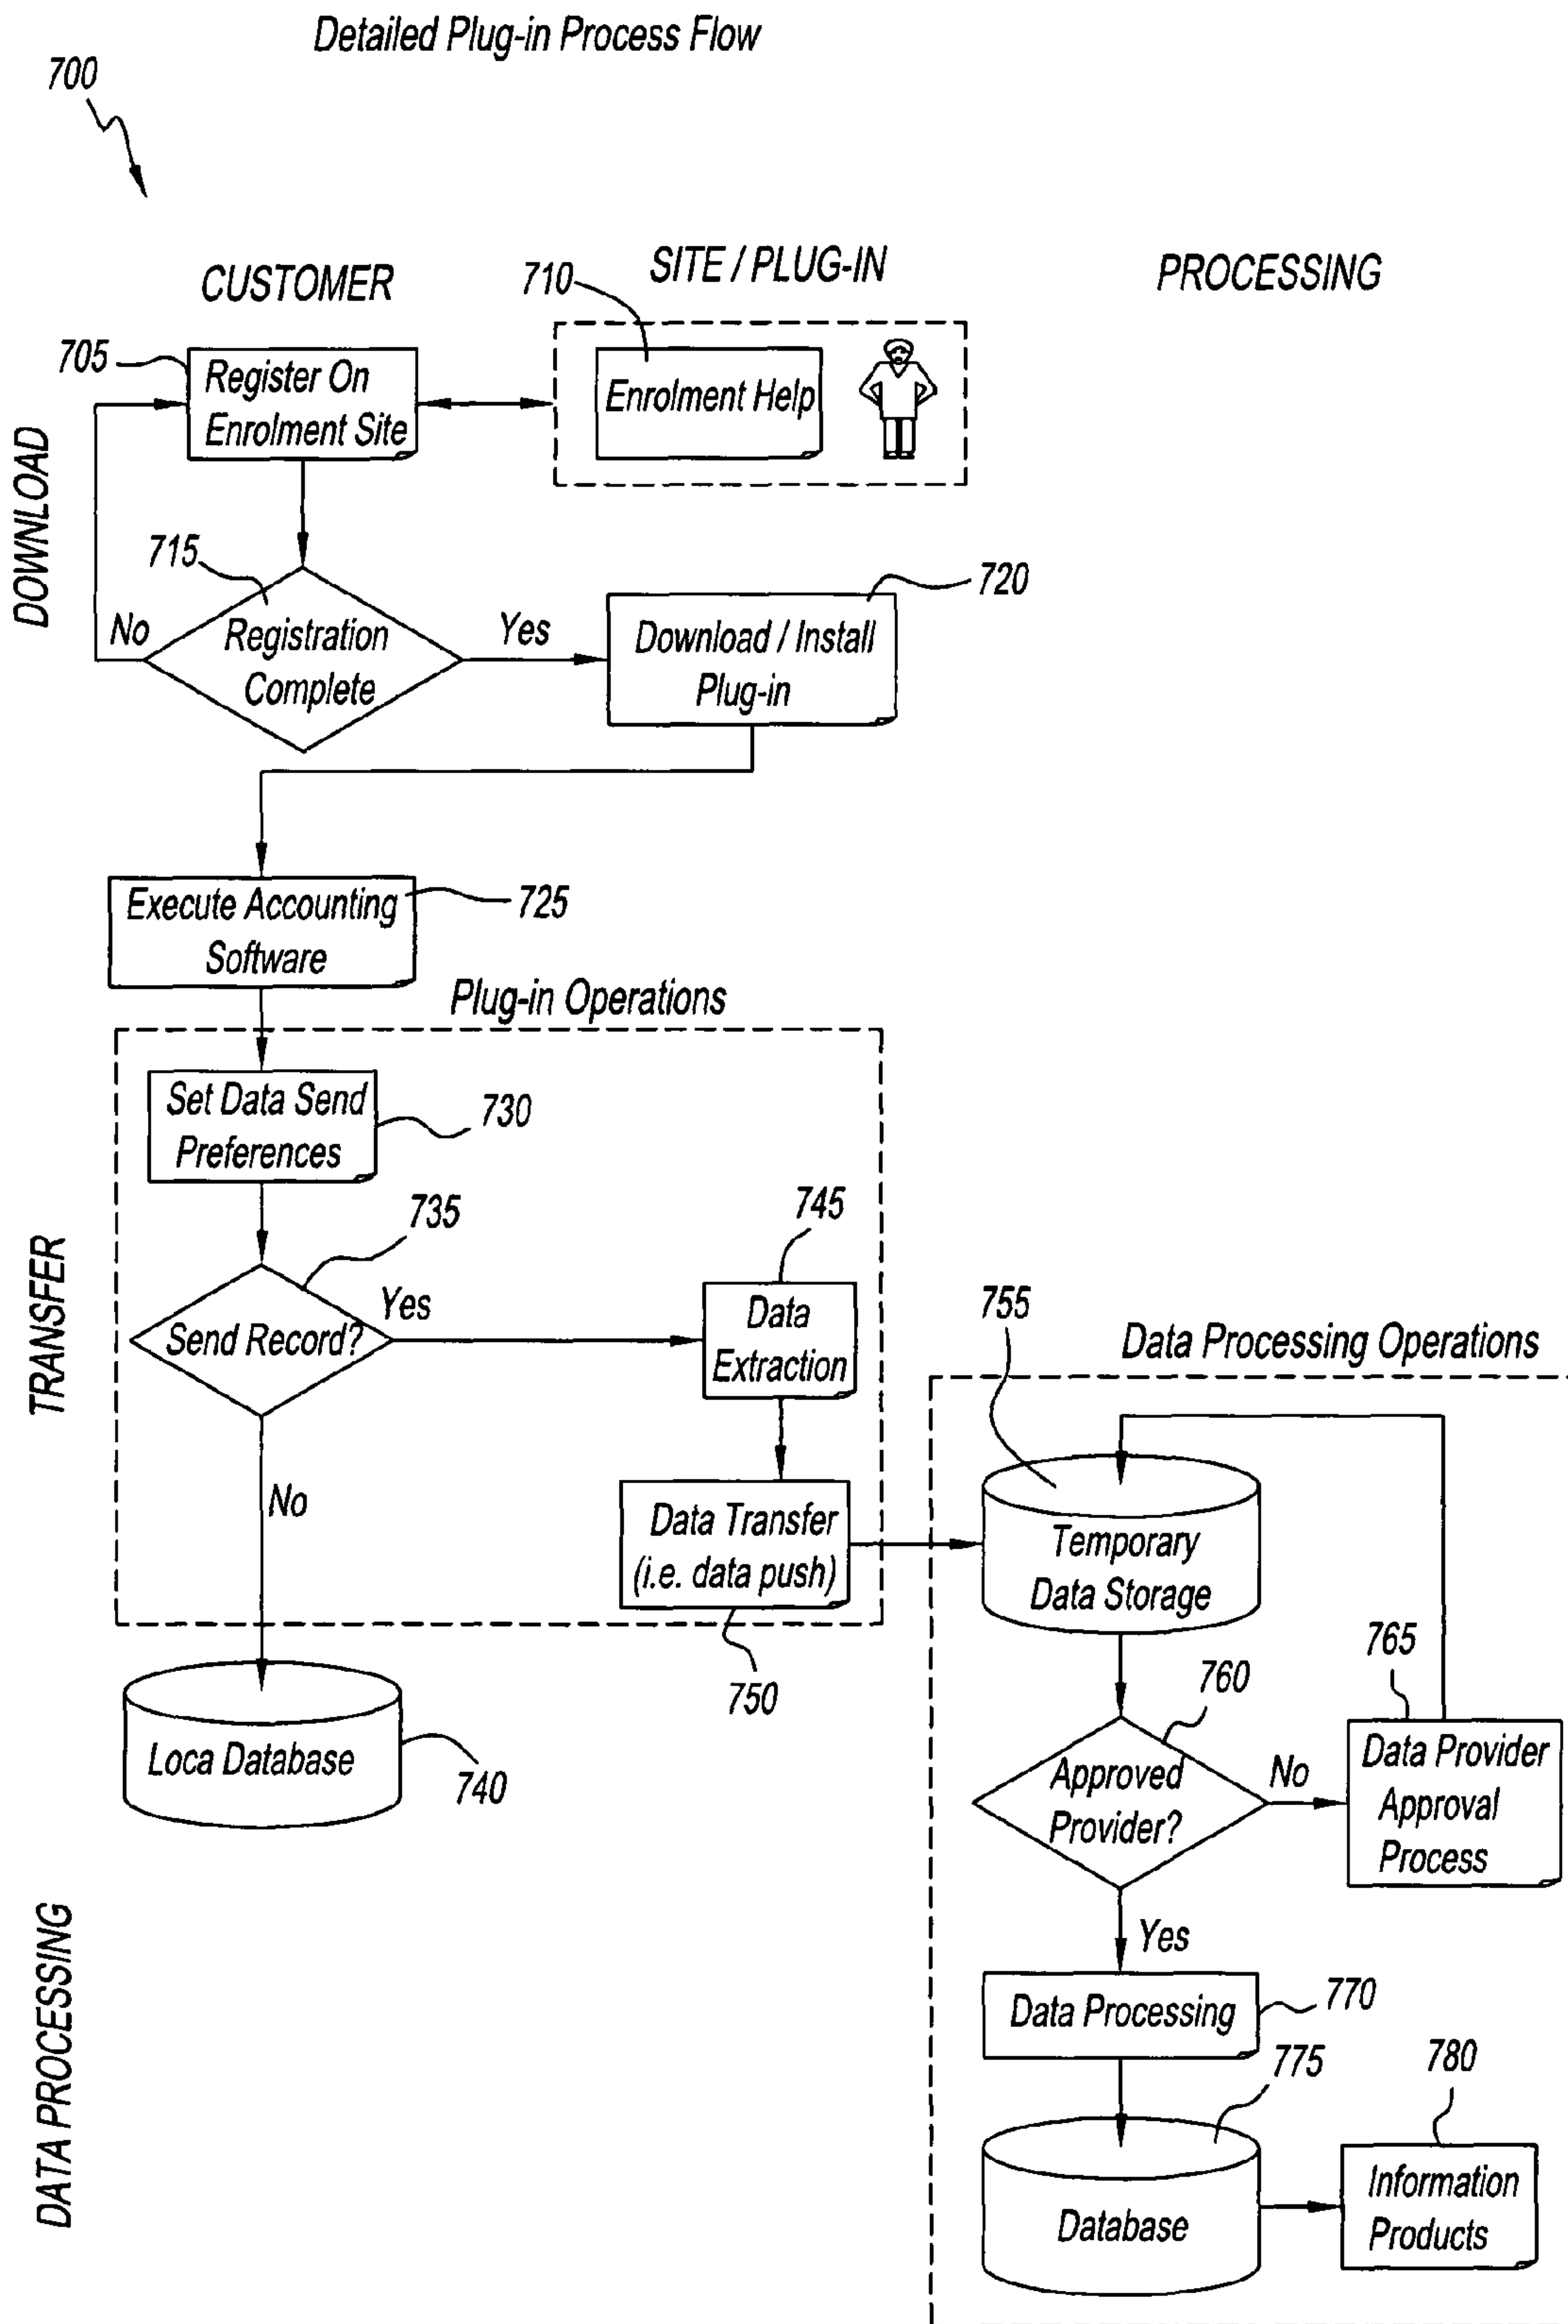 Detailed Plug-in Process Flow
700
CUSTOMER
SITE / PLUG-IN
PROCESSING
710
705
Register On
Enrolment Site
Enrolment Help
DOWNLOAD
715
Registration
Complete
No
Yes
720
Download / Install
Plug-in
Execute Accounting
Software
725
Plug-in Operations
Set Data Send
Preferences
730
TRANSFER
735
Send Record?
Yes
No
745
Data
Extraction
Data Transfer
(i.e. data push)
750
Loca Database
740
Data Processing Operations
755
Temporary
Data Storage
760
Approved
Provider?
No
765
Data Provider
Approval
Process
Yes
DATA PROCESSING
Data Processing
770
775
Database
780
Information
Products